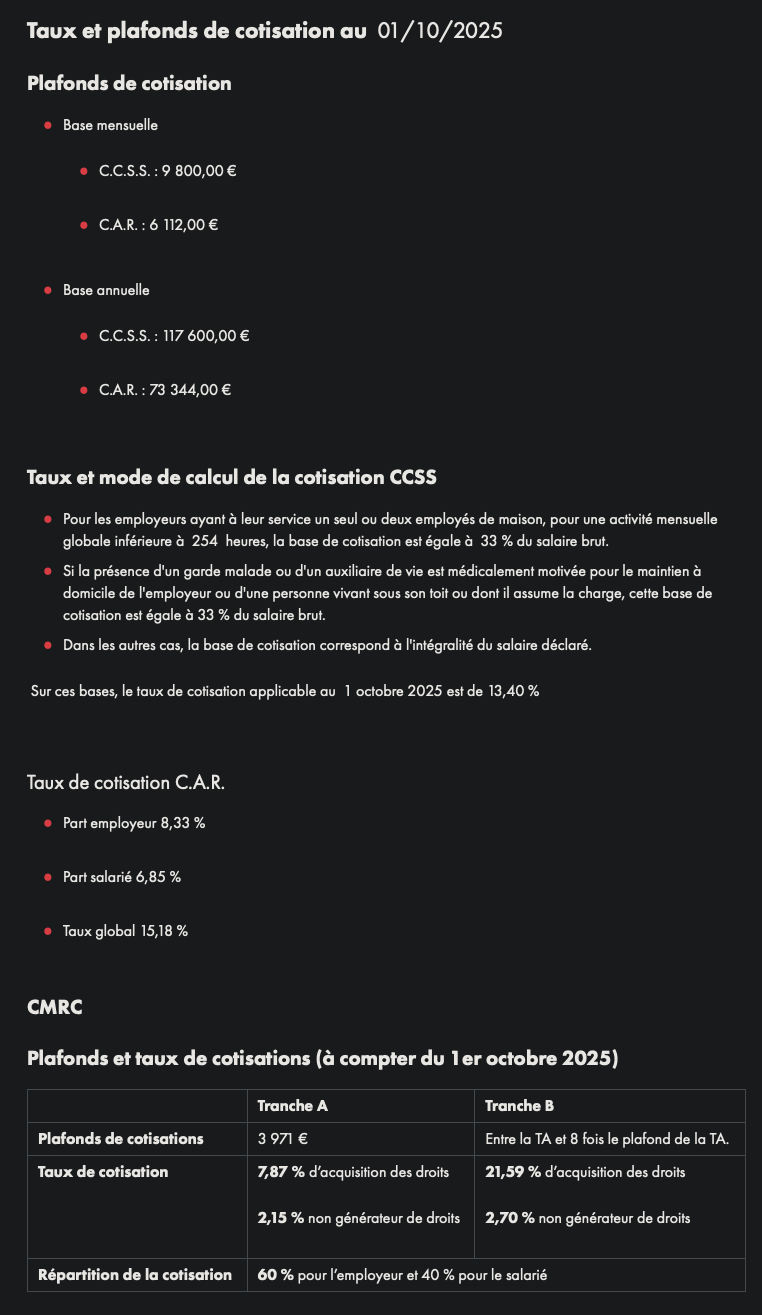 Taux et plafonds de cotisation au 01/10/2025
Plafonds de cotisation
Base mensuelle
C.C.S.S. : 9 800,00 €
C.A.R. : 6 112,00 €
Base annuelle
C.C.S.S. : 117 600,00 €
C.A.R. : 73 344,00 €
Taux et mode de calcul de la cotisation CCSS
Pour les employeurs ayant à leur service un seul ou deux employés de maison, pour une activité mensuelle
globale inférieure à 254 heures, la base de cotisation est égale à 33 % du salaire brut.
Si la présence d'un garde malade ou d'un auxiliaire de vie est médicalement motivée pour le maintien à
domicile de l'employeur ou d'une personne vivant sous son toit ou dont il assume la charge, cette base de
cotisation est égale à 33 % du salaire brut.
Dans les autres cas, la base de cotisation correspond à l'intégralité du salaire déclaré.
Sur ces bases, le taux de cotisation applicable au 1 octobre 2025 est de 13,40 %
Taux de cotisation C.A.R.
Part employeur 8,33 %
Part salarié 6,85 %
Taux global 15,18 %
CMRC
Plafonds et taux de cotisations (à compter du 1er octobre 2025)
Tranche A Tranche B
Plafonds de cotisations 3 971 € Entre la TA et 8 fois le plafond de la TA.
Taux de cotisation 7,87 % d’acquisition des droits 21,59 % d’acquisition des droits
2,15 % non générateur de droits 2,70 % non générateur de droits
Répartition de la cotisation 60 % pour l’employeur et 40 % pour le salarié